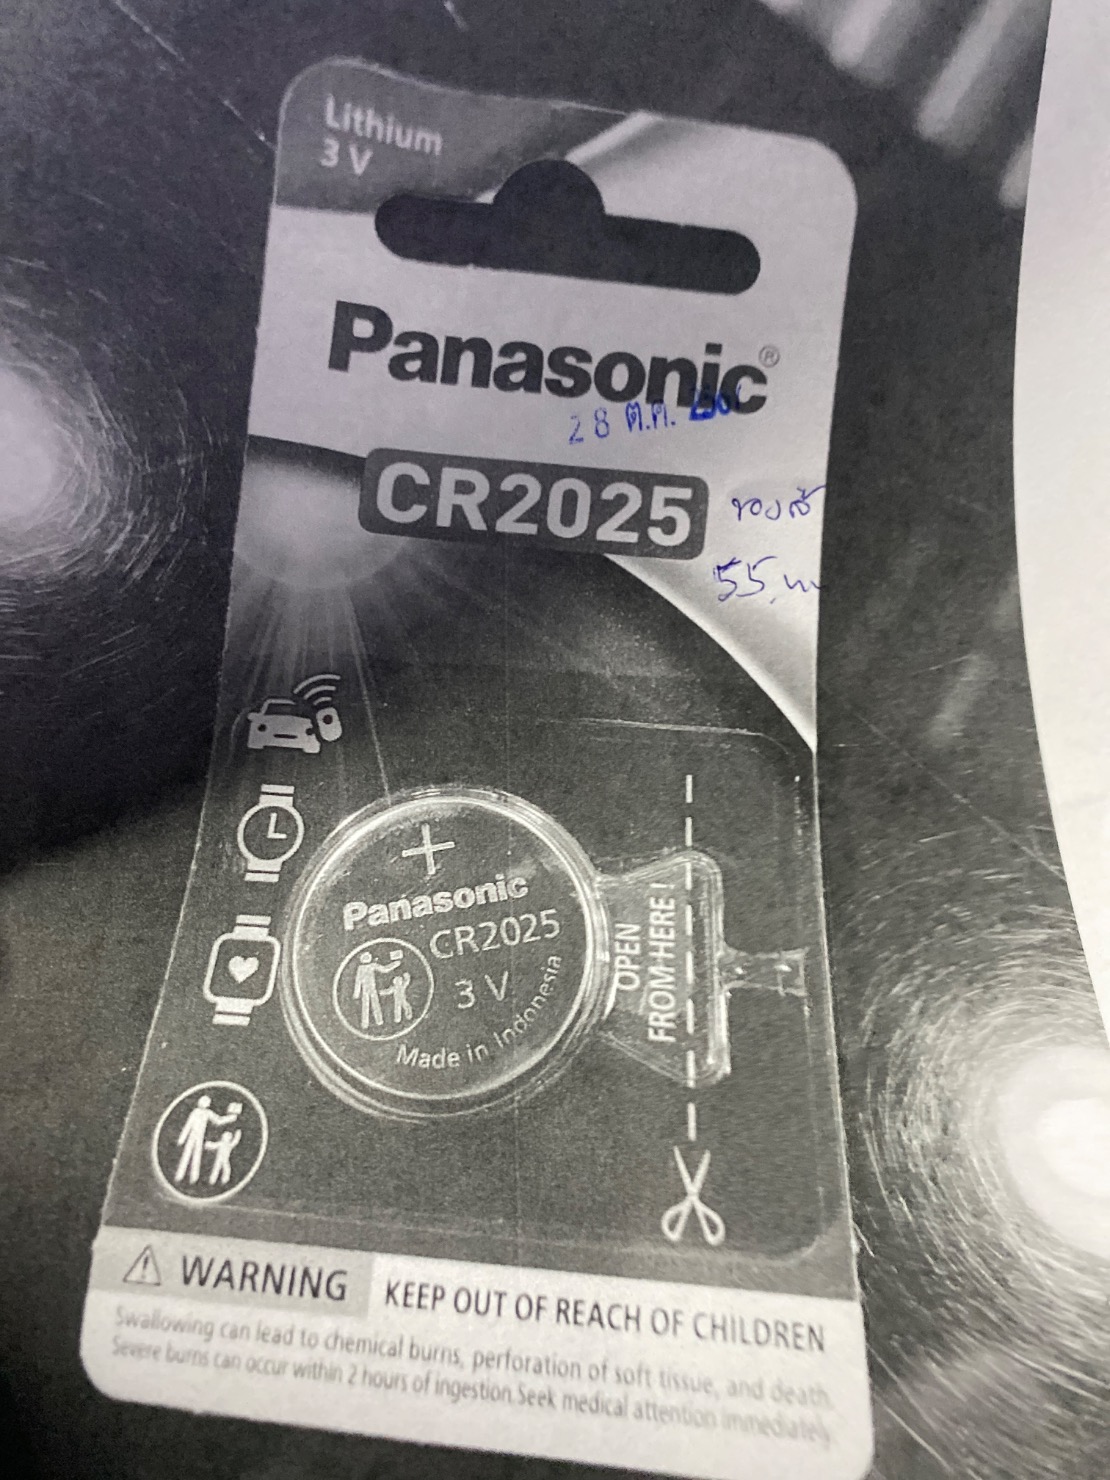 Lithium
3 V
Panasonic®
28 ต.ค.
CR2025
55.
+
Panasonic
CR2025
3 V
Made in Indonesia
OPEN
FROM HERE!
WARNING KEEP OUT OF REACH OF CHILDREN
Swallowing can lead to chemical burns, perforation of soft tissue, and death.
Severe burns can occur within 2 hours of ingestion. Seek medical attention immediately.